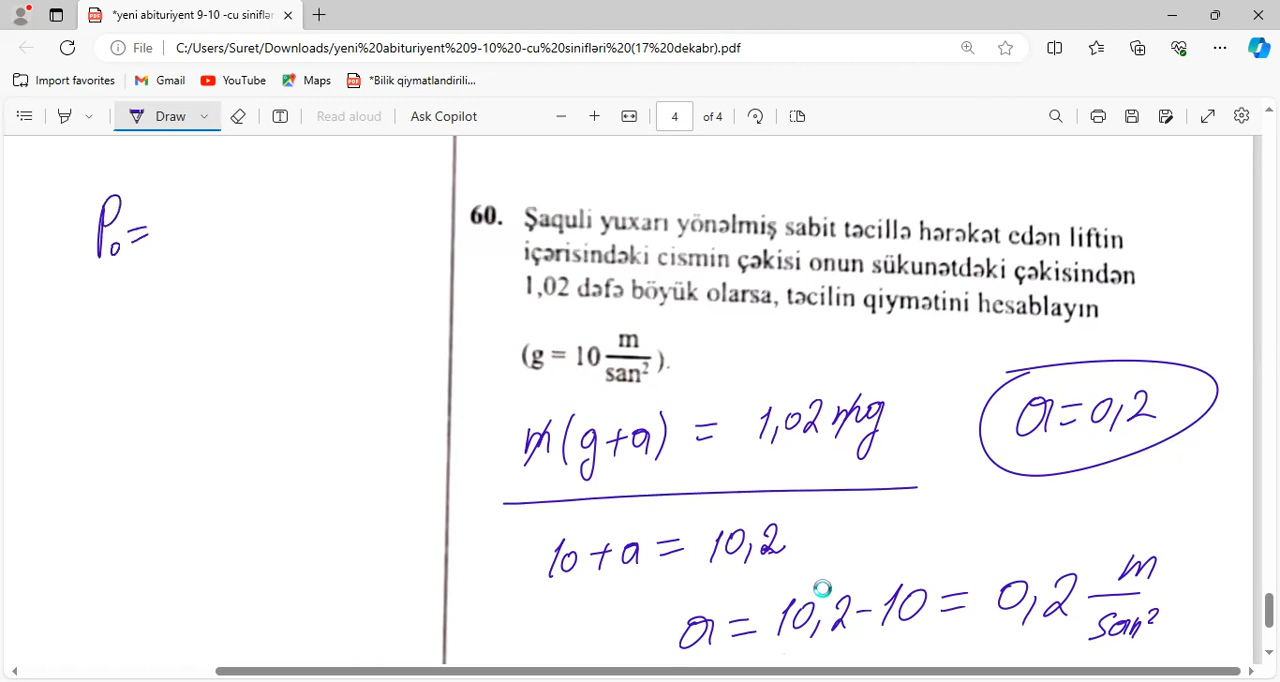 *yeni abituriyent 9-10 -cu siniflər
File C:/Users/Suret/Downloads/yeni%20abituriyent%209-10%20-cu%20sinifləri%20(17%20dekabr).pdf
Import favorites Gmail YouTube Maps *Bilik qiymətləndirili...
Draw Read aloud Ask Copilot 4 of 4
P₀=
60. Şaquli yuxarı yönəlmiş sabit təcillə hərəkət edən liftin
içərisindəki cismin çəkisi onun sükunətdəki çəkisindən
1,02 dəfə böyük olarsa, təcilin qiymətini hesablayın
(g = 10 m/san²).
m(g+a) = 1,02 mg
a=0,2
10+a = 10,2
a = 10,2-10 = 0,2 m/san²